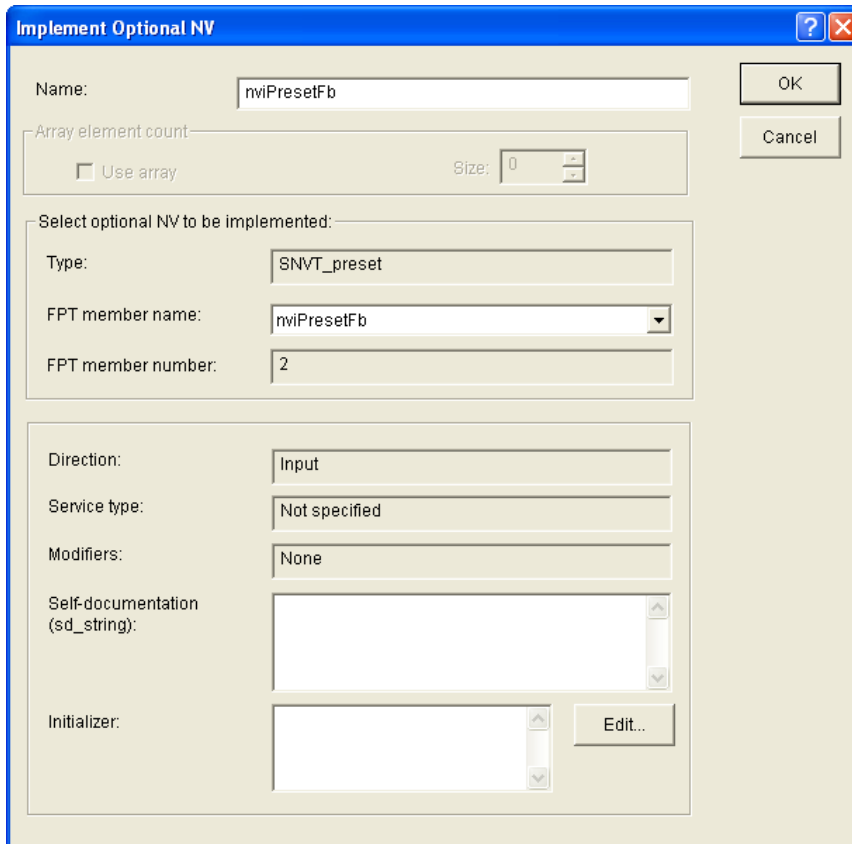 Implement Optional NV
Name:
nviPresetFb
OK
Cancel
Array element count
Use array
Size:
0
Select optional NV to be implemented:
Type:
SNVT_preset
FPT member name:
nviPresetFb
FPT member number:
2
Direction:
Input
Service type:
Not specified
Modifiers:
None
Self-documentation
(sd_string):
Initializer:
Edit...